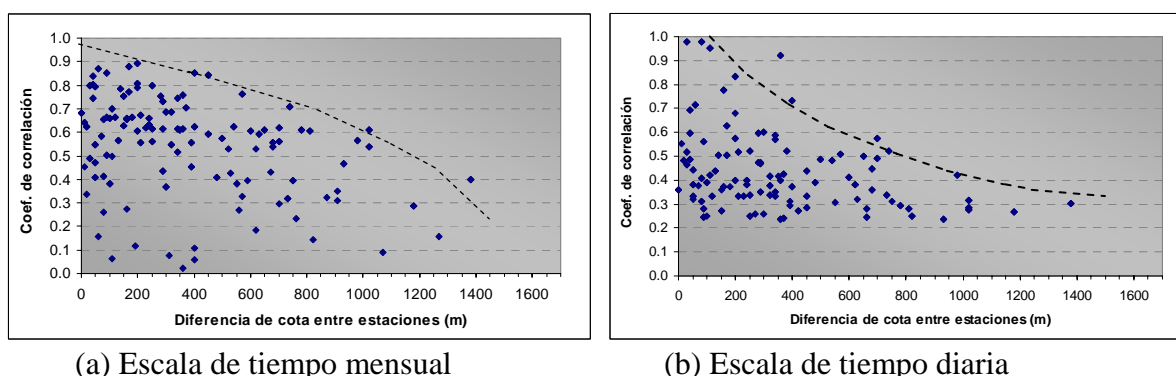 Coef. de correlación
1.0
0.9
0.8
0.7
0.6
0.5
0.4
0.3
0.2
0.1
0.0
0 200 400 600 800 1000 1200 1400 1600
Diferencia de cota entre estaciones (m)
(a) Escala de tiempo mensual
Coef. de correlación
1.0
0.9
0.8
0.7
0.6
0.5
0.4
0.3
0.2
0.1
0.0
0 200 400 600 800 1000 1200 1400 1600
Diferencia de cota entre estaciones (m)
(b) Escala de tiempo diaria